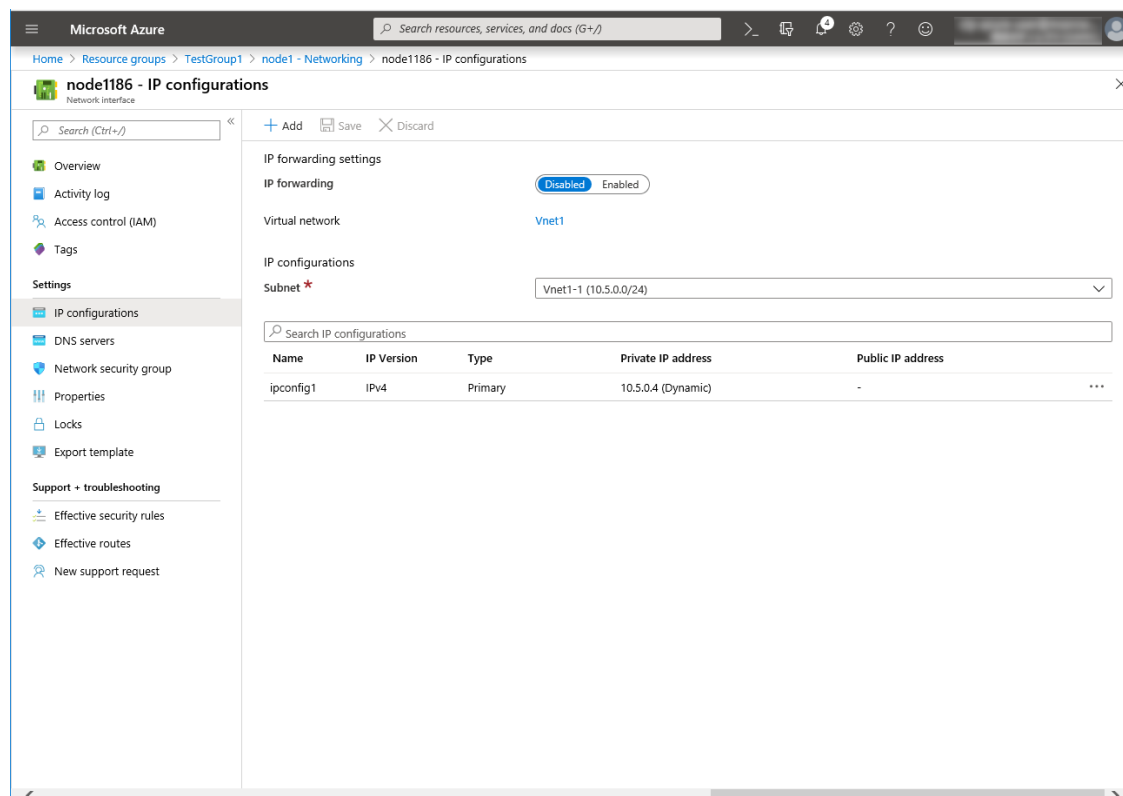 Microsoft Azure
Search resources, services, and docs (G+/)
4
Home > Resource groups > TestGroup1 > node1 - Networking > node1186 - IP configurations
node1186 - IP configurations
Network interface
Search (Ctrl+/)
«
Overview
Activity log
Access control (IAM)
Tags
Settings
IP configurations
DNS servers
Network security group
Properties
Locks
Export template
Support + troubleshooting
Effective security rules
Effective routes
New support request
+ Add Save Discard
IP forwarding settings
IP forwarding Disabled Enabled
Virtual network Vnet1
IP configurations
Subnet * Vnet1-1 (10.5.0.0/24)
Search IP configurations
Name IP Version Type Private IP address Public IP address
ipconfig1 IPv4 Primary 10.5.0.4 (Dynamic) - ...